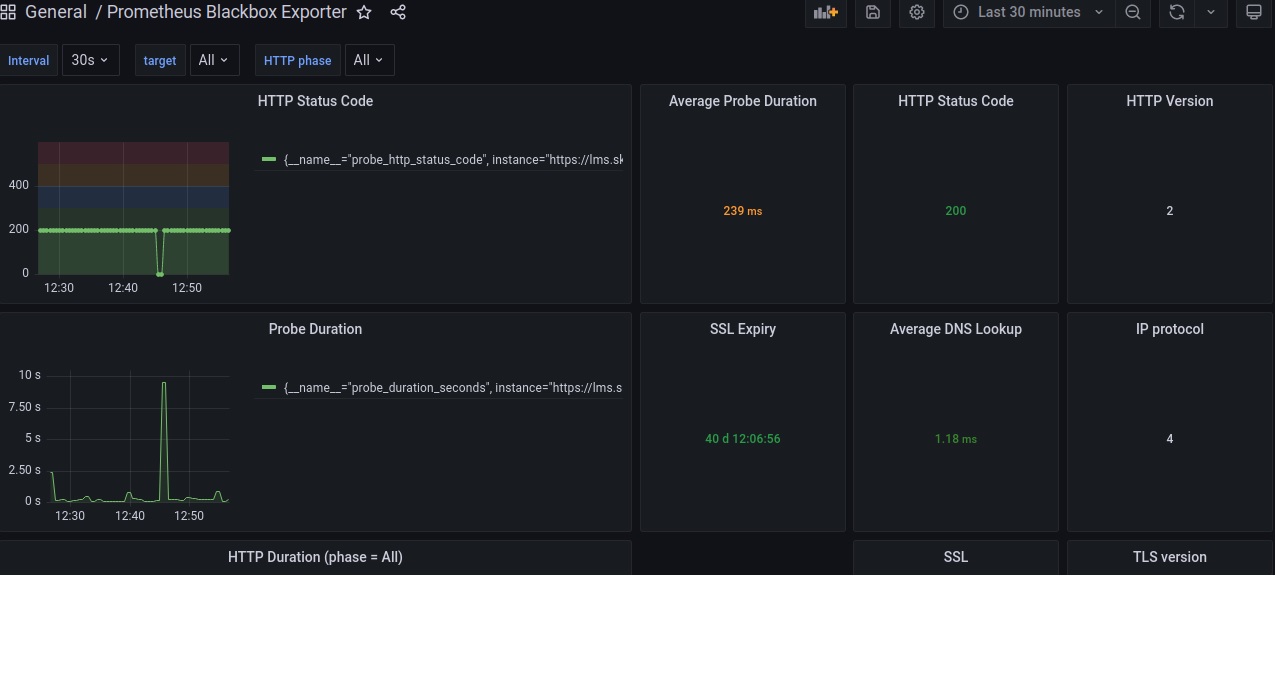 General / Prometheus Blackbox Exporter
Last 30 minutes
Interval 30s target All HTTP phase All
HTTP Status Code
400
200
0
12:30 12:40 12:50
{__name__="probe_http_status_code", instance="https://lms.sk
Average Probe Duration
239 ms
HTTP Status Code
200
HTTP Version
2
Probe Duration
10 s
7.50 s
5 s
2.50 s
0 s
12:30 12:40 12:50
{__name__="probe_duration_seconds", instance="https://lms.s
SSL Expiry
40 d 12:06:56
Average DNS Lookup
1.18 ms
IP protocol
4
HTTP Duration (phase = All)
SSL
TLS version